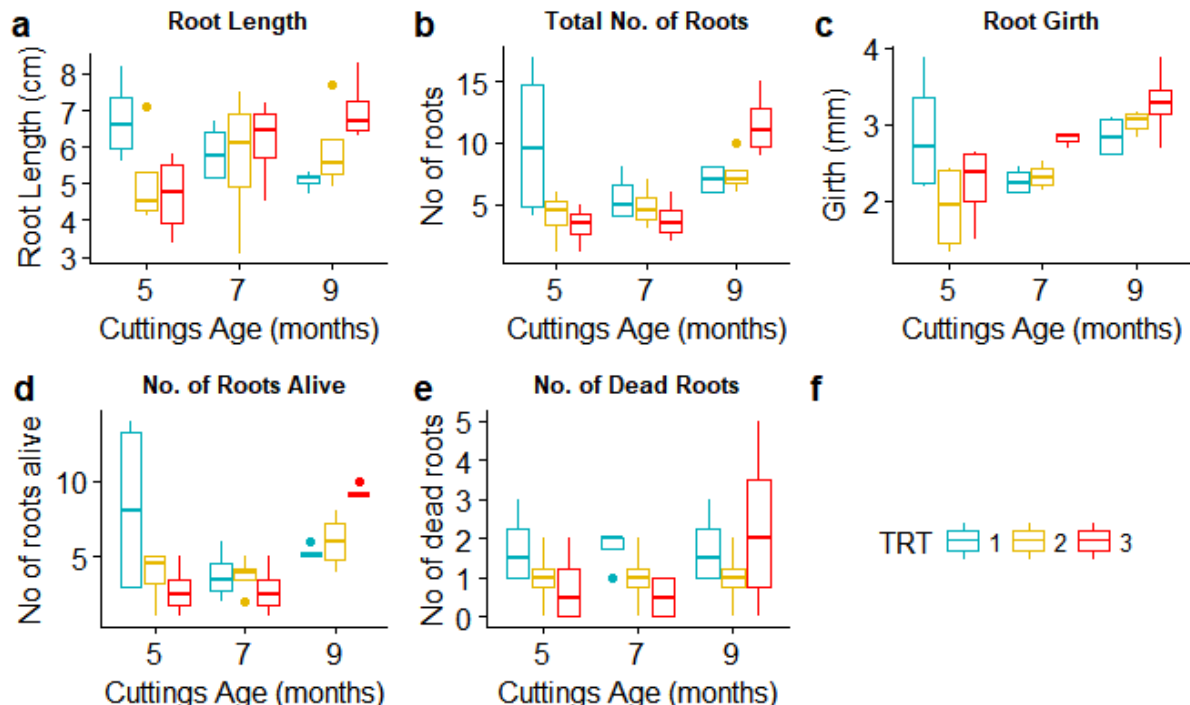 a Root Length
Root Length (cm)
8
7
6
5
4
3
5 7 9
Cuttings Age (months)
b Total No. of Roots
No of roots
15
10
5
5 7 9
Cuttings Age (months)
c Root Girth
Girth (mm)
4
3
2
5 7 9
Cuttings Age (months)
d No. of Roots Alive
No of roots alive
10
5
5 7 9
Cuttings Age (months)
e No. of Dead Roots
No of dead roots
5
4
3
2
1
0
5 7 9
Cuttings Age (months)
f
TRT 1 2 3